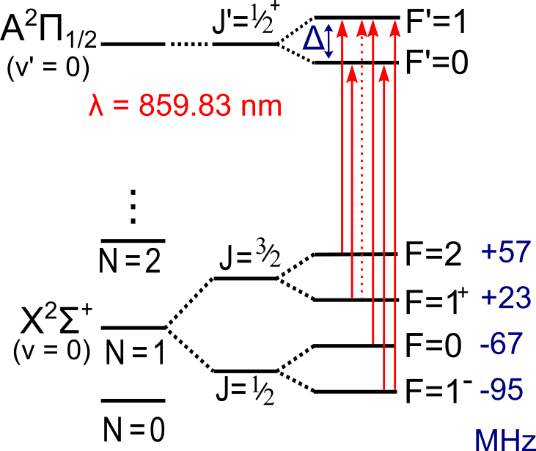 A²Π₁/₂
(v' = 0)
J'=½⁺
Δ
F'=1
F'=0
λ = 859.83 nm
⋮
N=2
J=³⁄₂
F=2 +57
F=1⁺ +23
X²Σ⁺
(v = 0)
N=1
F=0 -67
J=½
F=1⁻ -95
N=0
MHz